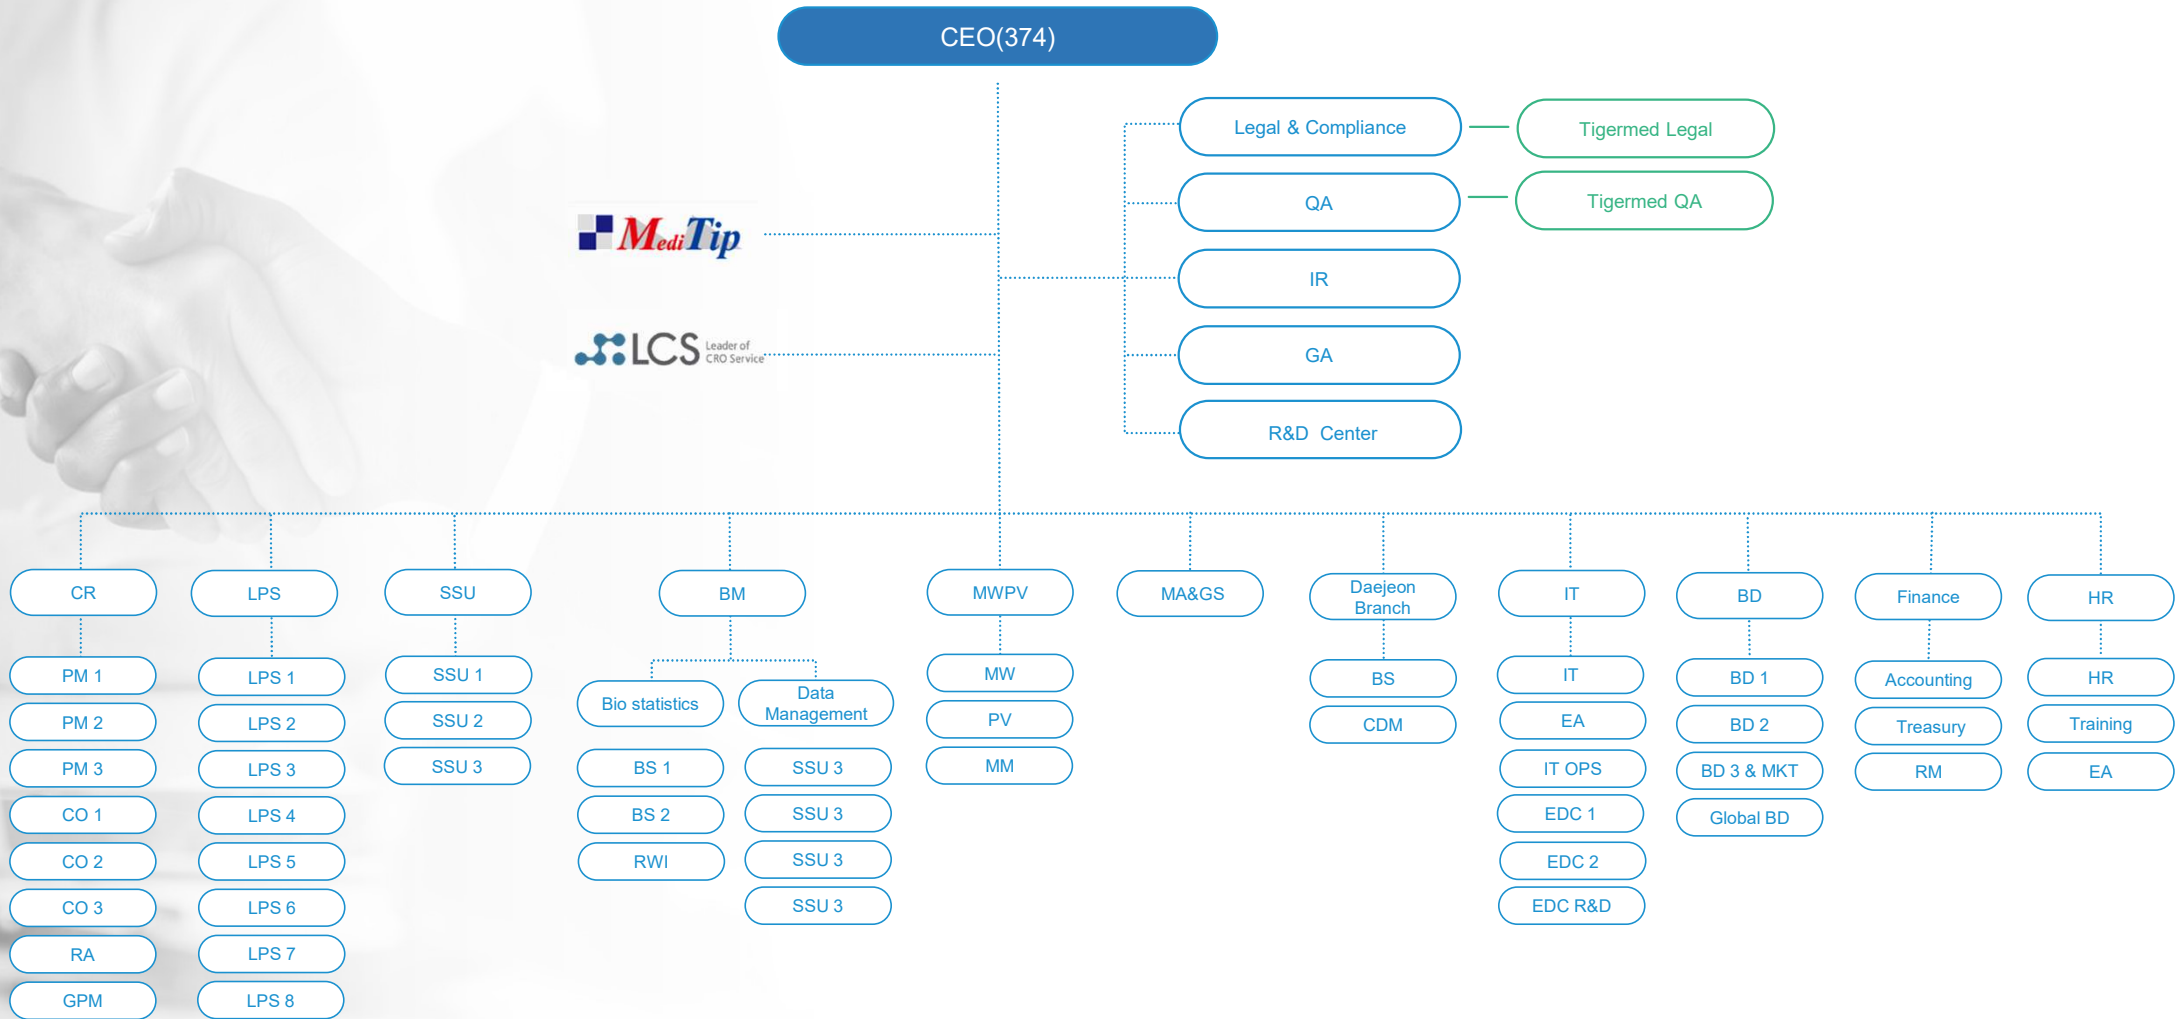 CEO(374)
Legal & Compliance
Tigermed Legal
QA
Tigermed QA
MediTip
IR
LCS Leader of
CRO Service
GA
R&D Center
CR
LPS
SSU
BM
MWPV
MA&GS
Daejeon
Branch
IT
BD
Finance
HR
PM 1
PM 2
PM 3
CO 1
CO 2
CO 3
RA
GPM
LPS 1
LPS 2
LPS 3
LPS 4
LPS 5
LPS 6
LPS 7
LPS 8
SSU 1
SSU 2
SSU 3
Bio statistics
BS 1
BS 2
RWI
Data
Management
SSU 3
SSU 3
SSU 3
SSU 3
MW
PV
MM
BS
CDM
IT
EA
IT OPS
EDC 1
EDC 2
EDC R&D
BD 1
BD 2
BD 3 & MKT
Global BD
Accounting
Treasury
RM
HR
Training
EA